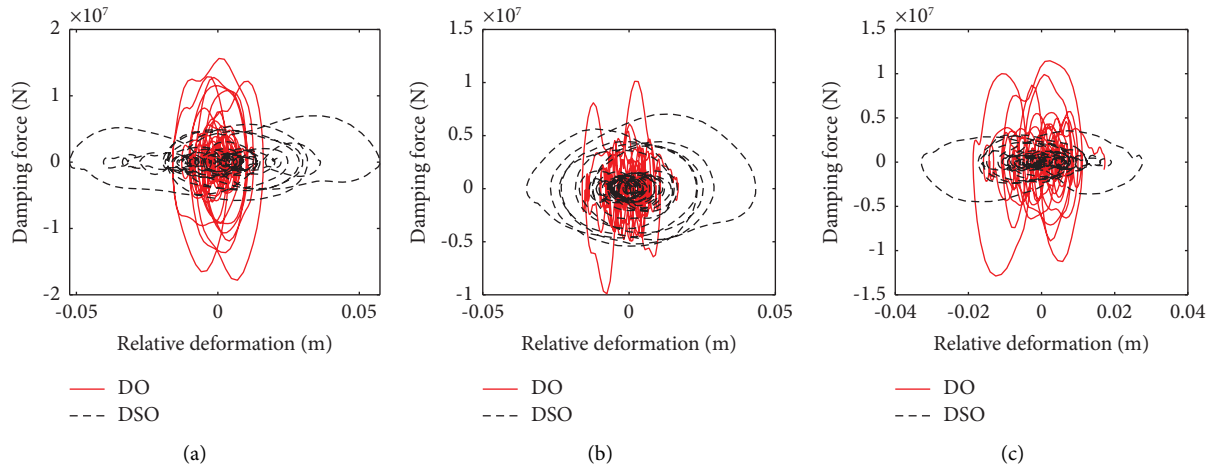 ×10⁷
2
1
0
-1
-2
Damping force (N)
-0.05
0
0.05
Relative deformation (m)
DO
DSO
(a)
×10⁷
1.5
1
0.5
0
-0.5
-1
Damping force (N)
-0.05
0
0.05
Relative deformation (m)
DO
DSO
(b)
×10⁷
1.5
1
0.5
0
-0.5
-1
-1.5
Damping force (N)
-0.04
-0.02
0
0.02
0.04
Relative deformation (m)
DO
DSO
(c)